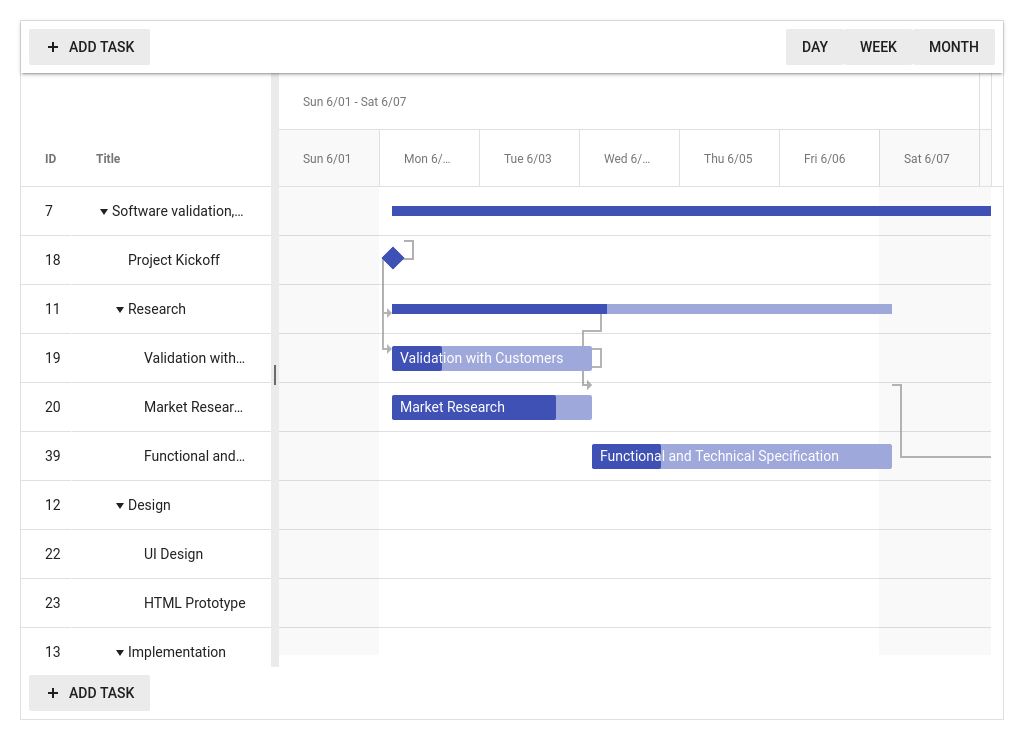 ADD TASK DAY WEEK MONTH
Sun 6/01 - Sat 6/07
ID Title Sun 6/01 Mon 6/... Tue 6/03 Wed 6/... Thu 6/05 Fri 6/06 Sat 6/07
7 Software validation,...
18 Project Kickoff
11 Research
19 Validation with... Validation with Customers
20 Market Resear... Market Research
39 Functional and... Functional and Technical Specification
12 Design
22 UI Design
23 HTML Prototype
13 Implementation
ADD TASK